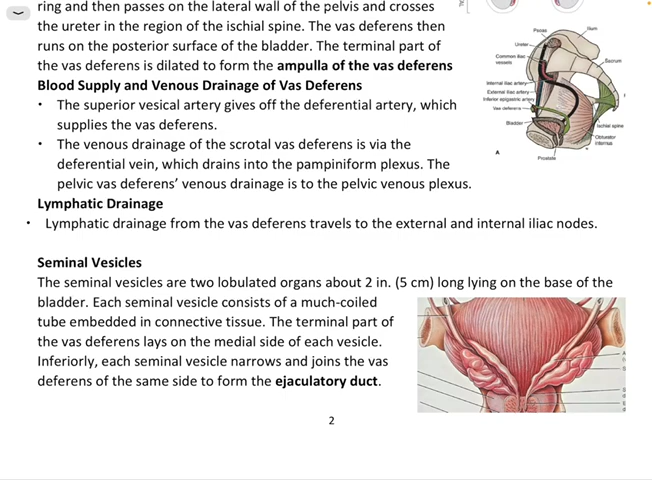 ring and then passes on the lateral wall of the pelvis and crosses
the ureter in the region of the ischial spine. The vas deferens then
runs on the posterior surface of the bladder. The terminal part of
the vas deferens is dilated to form the ampulla of the vas deferens
Blood Supply and Venous Drainage of Vas Deferens
• The superior vesical artery gives off the deferential artery, which
supplies the vas deferens.
• The venous drainage of the scrotal vas deferens is via the
deferential vein, which drains into the pampiniform plexus. The
pelvic vas deferens’ venous drainage is to the pelvic venous plexus.
Lymphatic Drainage
• Lymphatic drainage from the vas deferens travels to the external and internal iliac nodes.
Psoas
Ilium
Ureter
Common iliac
vessels
Sacrum
Internal iliac artery
External iliac artery
Inferior epigastric artery
Vas deferens
Bladder
Ischial spine
Obturator
internus
A
Prostate
Seminal Vesicles
The seminal vesicles are two lobulated organs about 2 in. (5 cm) long lying on the base of the
bladder. Each seminal vesicle consists of a much-coiled
tube embedded in connective tissue. The terminal part of
the vas deferens lays on the medial side of each vesicle.
Inferiorly, each seminal vesicle narrows and joins the vas
deferens of the same side to form the ejaculatory duct.
2